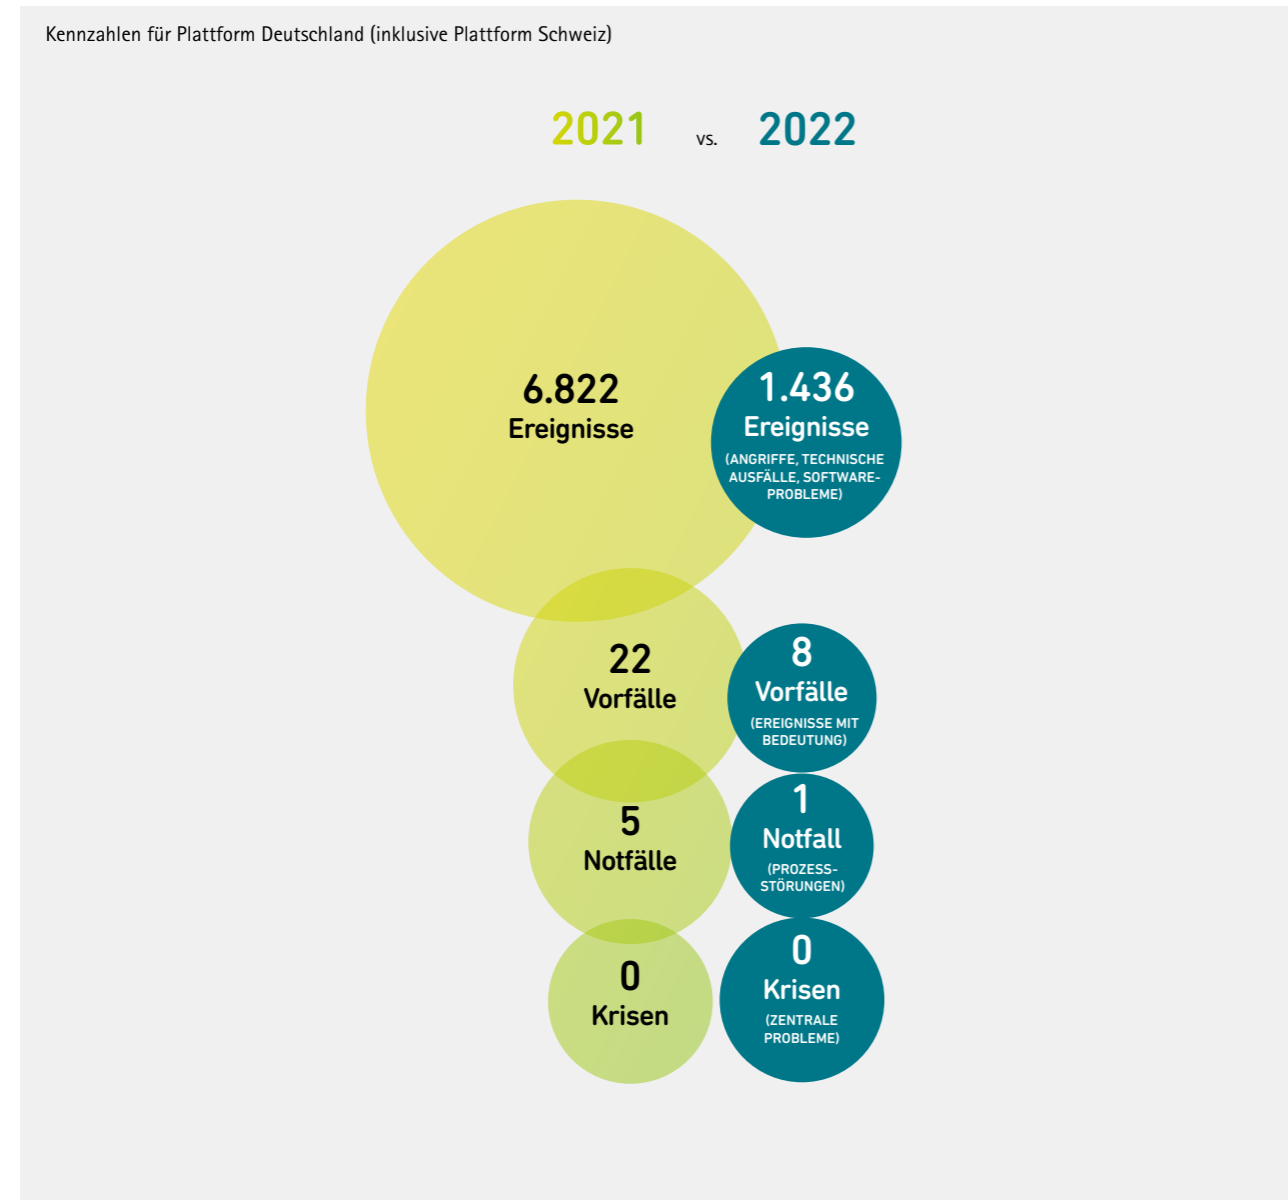 Kennzahlen für Plattform Deutschland (inklusive Plattform Schweiz)
2021 vs. 2022
6.822
Ereignisse
1.436
Ereignisse
(ANGRIFFE, TECHNISCHE
AUSFÄLLE, SOFTWARE-
PROBLEME)
22
Vorfälle
8
Vorfälle
(EREIGNISSE MIT
BEDEUTUNG)
5
Notfälle
1
Notfall
(PROZESS-
STÖRUNGEN)
0
Krisen
0
Krisen
(ZENTRALE
PROBLEME)